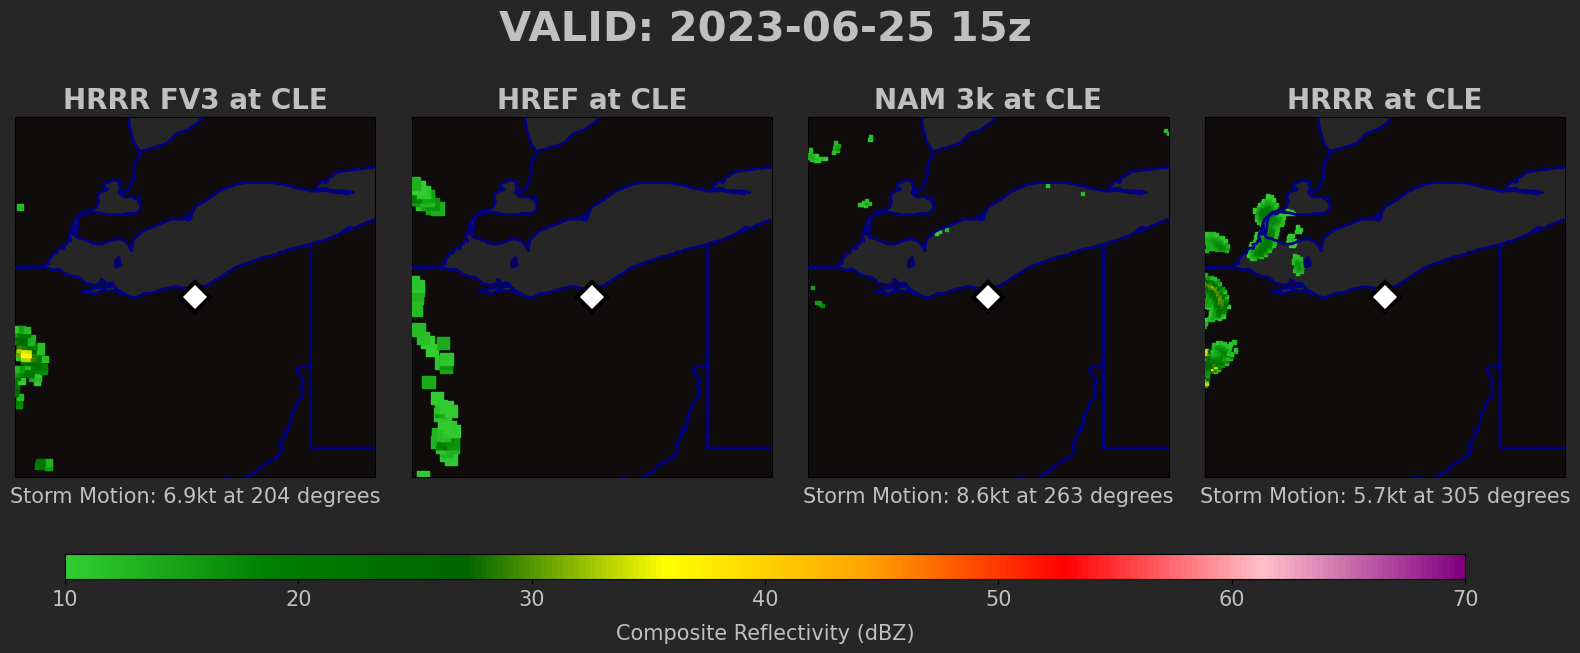 VALID: 2023-06-25 15z
HRRR FV3 at CLE
HREF at CLE
NAM 3k at CLE
HRRR at CLE
Storm Motion: 6.9kt at 204 degrees
Storm Motion: 8.6kt at 263 degrees
Storm Motion: 5.7kt at 305 degrees
10 20 30 40 50 60 70
Composite Reflectivity (dBZ)